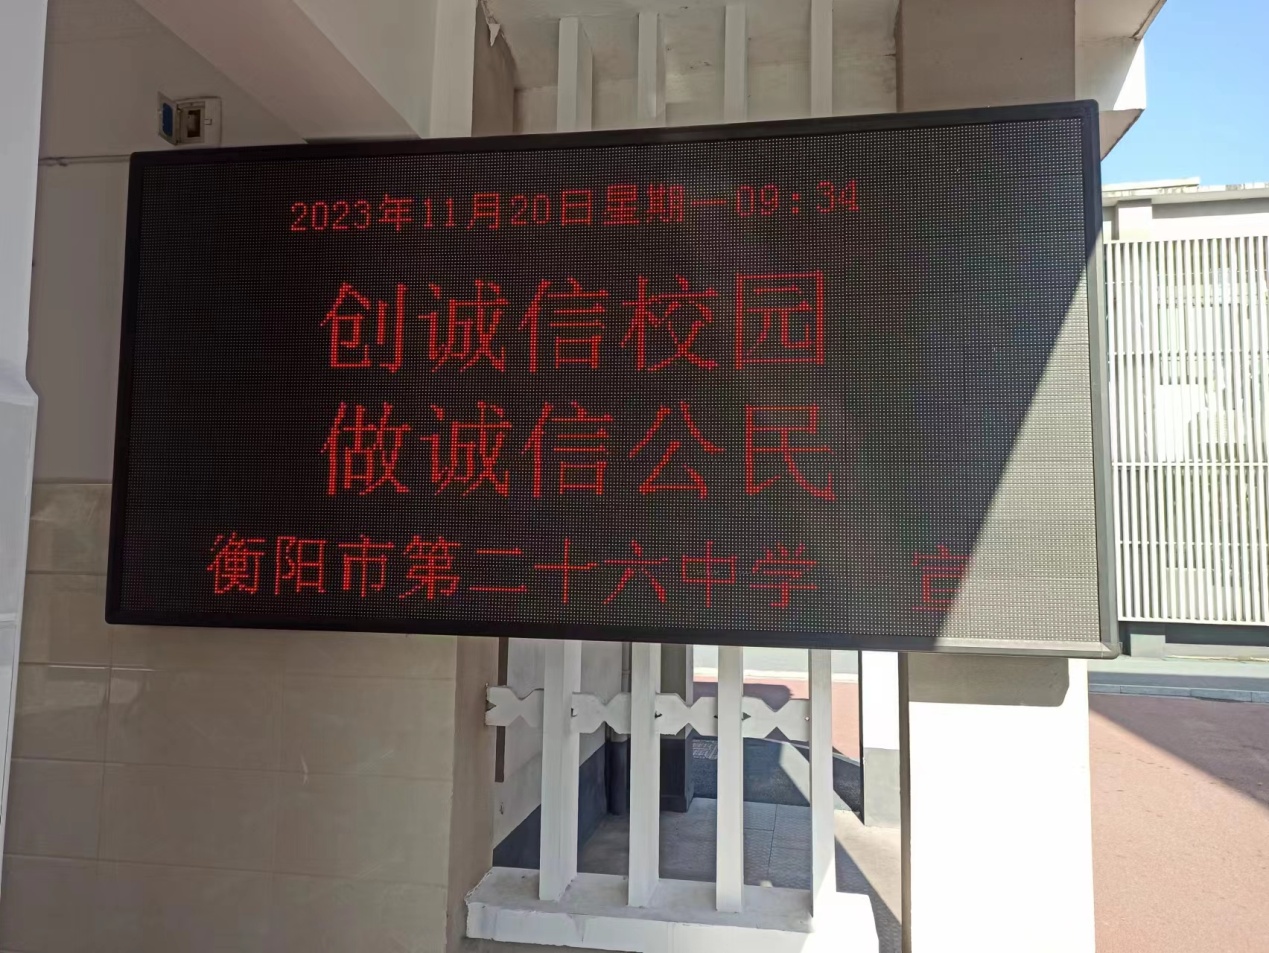 2023年11月20日星期一09:34
创诚信校园
做诚信公民
衡阳市第二十六中学 宣